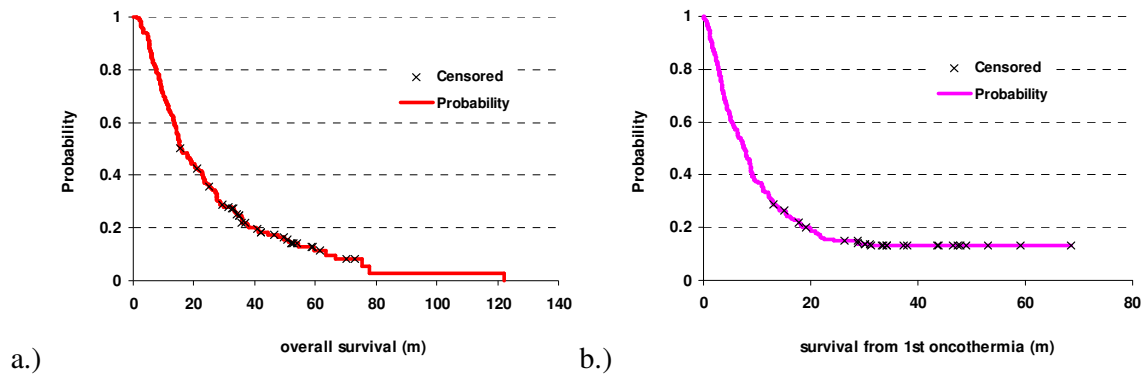 1
0.8
0.6
0.4
0.2
0
Probability
Censored
Probability
0 20 40 60 80 100 120 140
overall survival (m)
a.)
1
0.8
0.6
0.4
0.2
0
Probability
Censored
Probability
0 20 40 60 80
survival from 1st oncothermia (m)
b.)